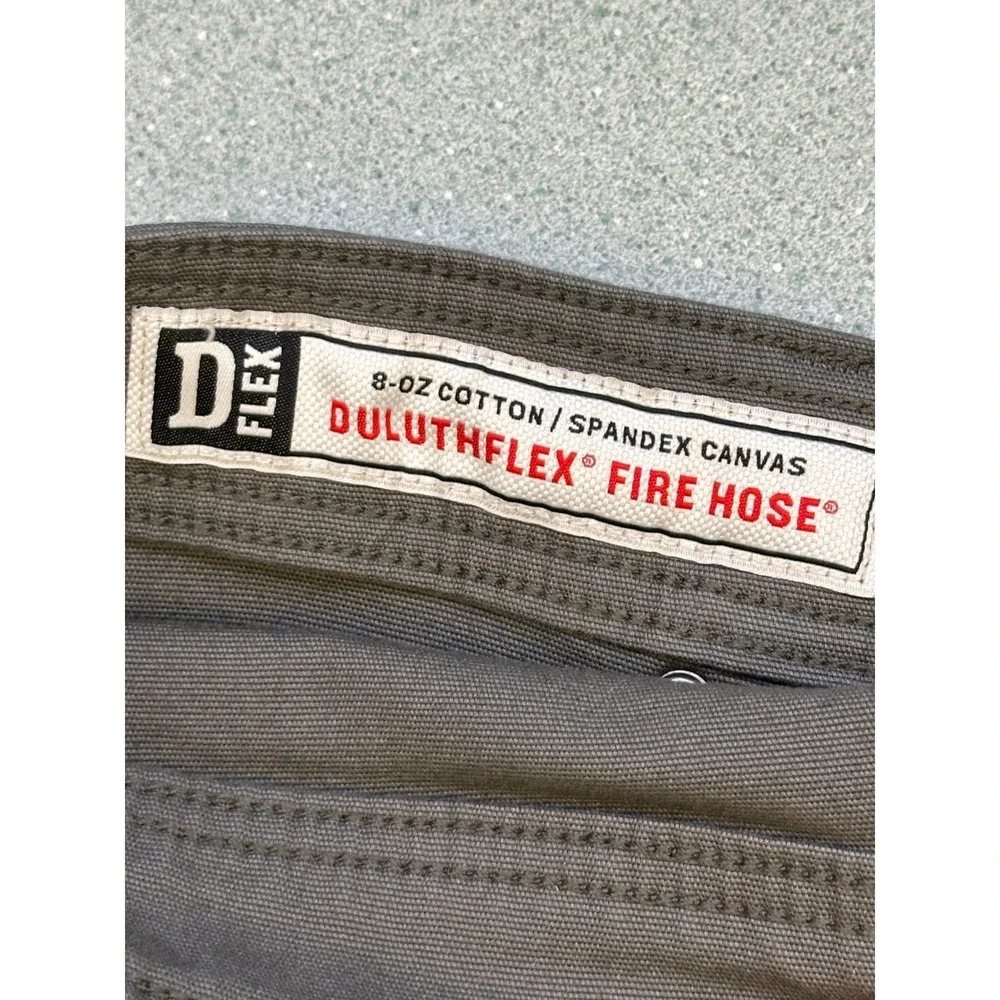 D FLEX
8-OZ COTTON / SPANDEX CANVAS
DULUTHFLEX® FIRE HOSE®